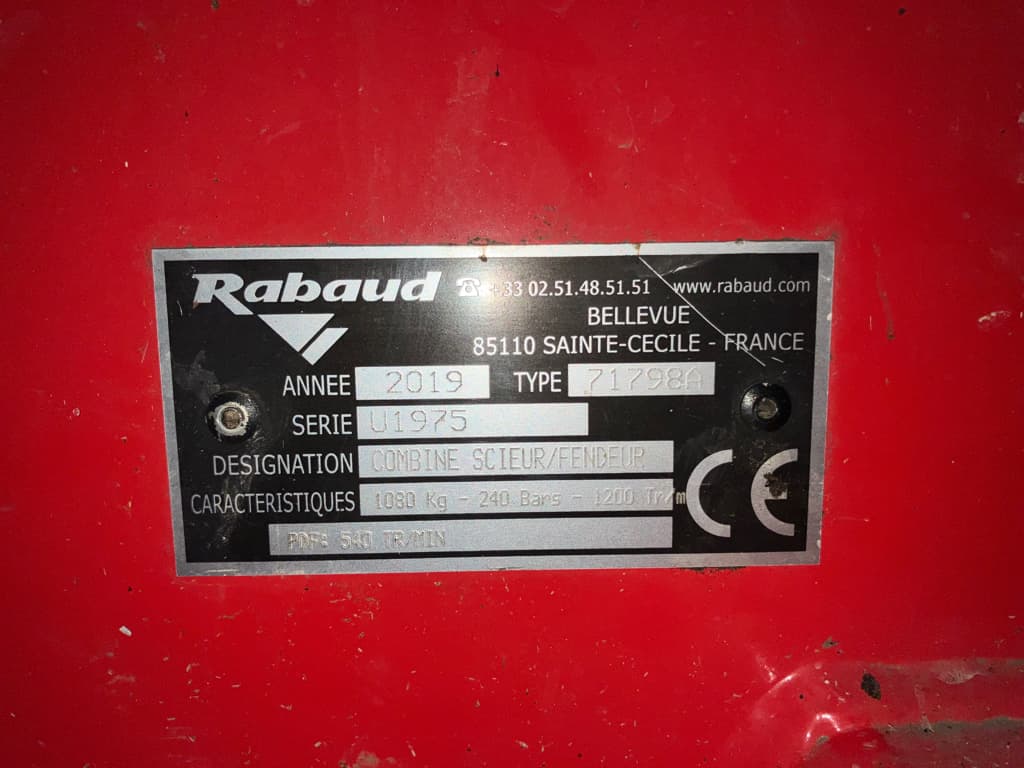 Rabaud ☎ +33 02.51.48.51.51 www.rabaud.com
BELLEVUE
85110 SAINTE-CECILE - FRANCE
ANNEE 2019 TYPE 71798A
SERIE U1975
DESIGNATION COMBINE SCIEUR/FENDEUR
CARACTERISTIQUES 1080 Kg - 240 Bars - 1200 Tr/m
PDF: 540 TR/MIN
CE